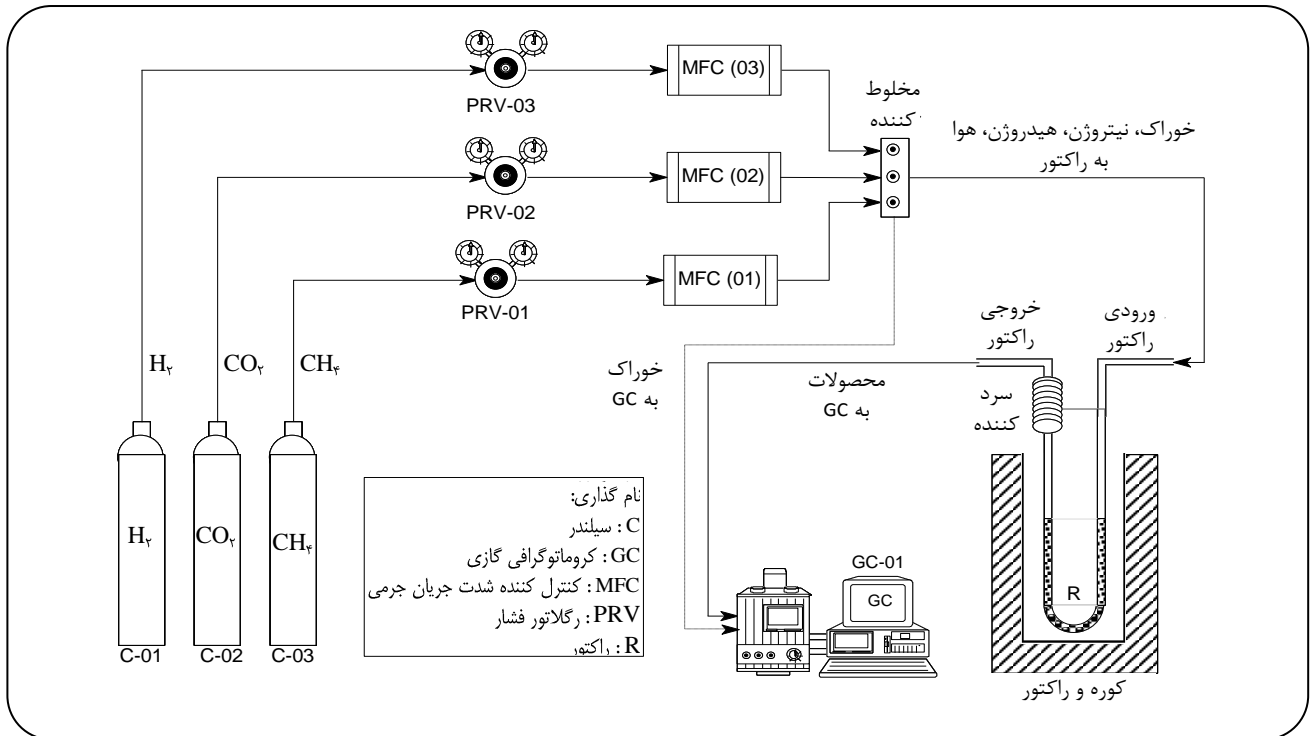 PRV-03
MFC (03)
مخلوط
کننده
خوراک، نیتروژن، هیدروژن، هوا
به راکتور
PRV-02
MFC (02)
PRV-01
MFC (01)
H۲
CO۲
CH۴
خوراک
به GC
محصولات
به GC
خروجی
راکتور
ورودی
راکتور
سرد
کننده
H۲
CO۲
CH۴
C-01
C-02
C-03
نام گذاری:
C: سیلندر
GC: کروماتوگرافی گازی
MFC: کنترل کننده شدت جریان جرمی
PRV: رگلاتور فشار
R: راکتور
GC-01
GC
R
کوره و راکتور